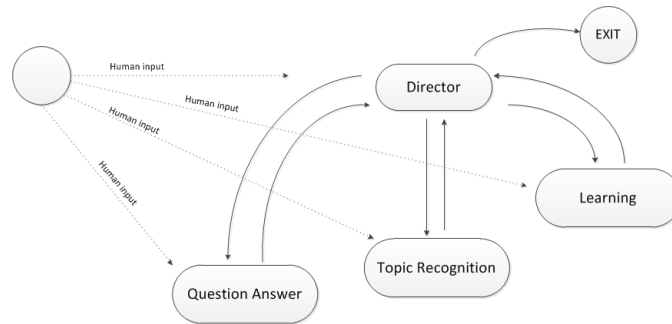 EXIT
Human input
Director
Human input
Human input
Human input
Learning
Topic Recognition
Question Answer